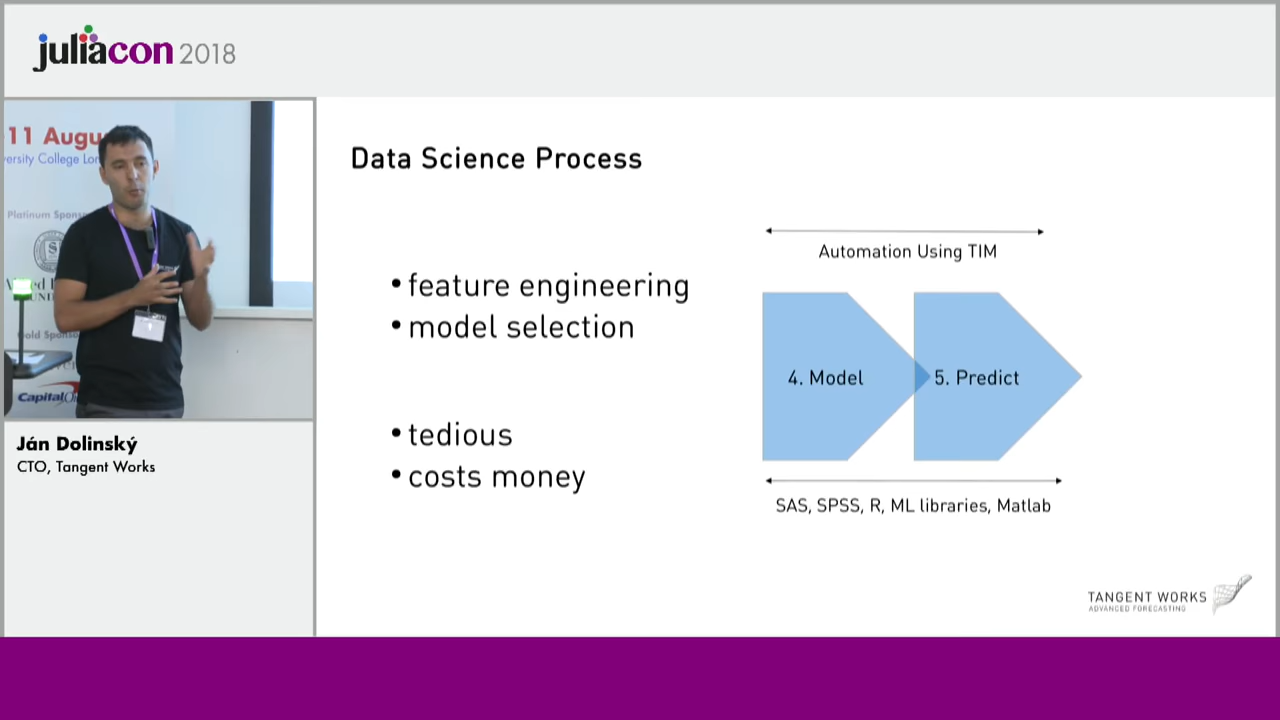 juliacon 2018
11 Augu
ersity College Lon
Platinum Spons
old Sponso
Capital
Ján Dolinský
CTO, Tangent Works
Data Science Process
• feature engineering
• model selection
• tedious
• costs money
Automation Using TIM
4. Model
5. Predict
SAS, SPSS, R, ML libraries, Matlab
TANGENT WORKS
ADVANCED FORECASTING